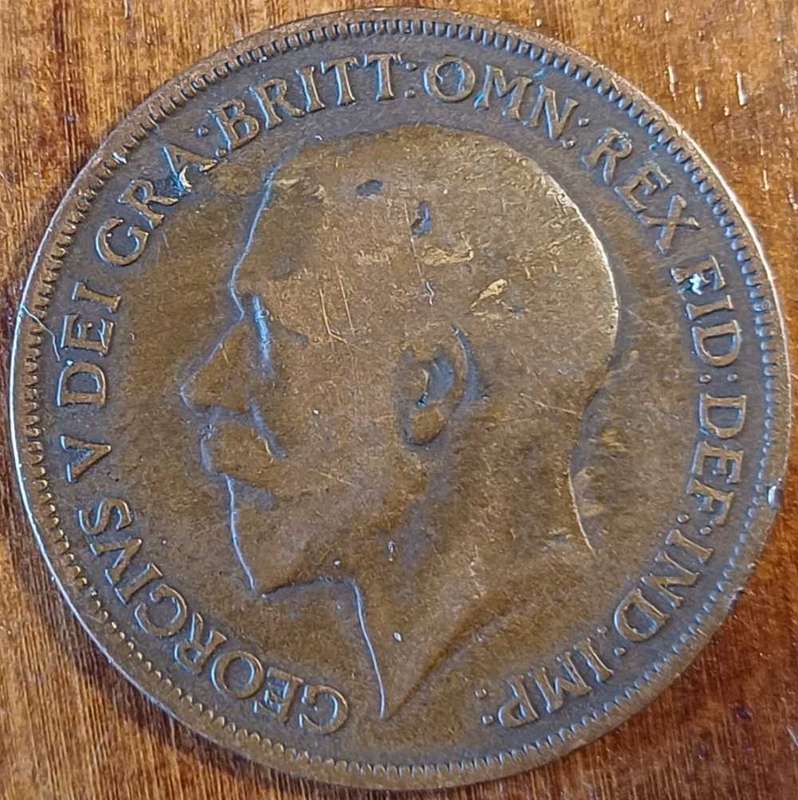 GEORGIVS V DEI GRA: BRITT: OMN: REX FID: DEF: IND: IMP: